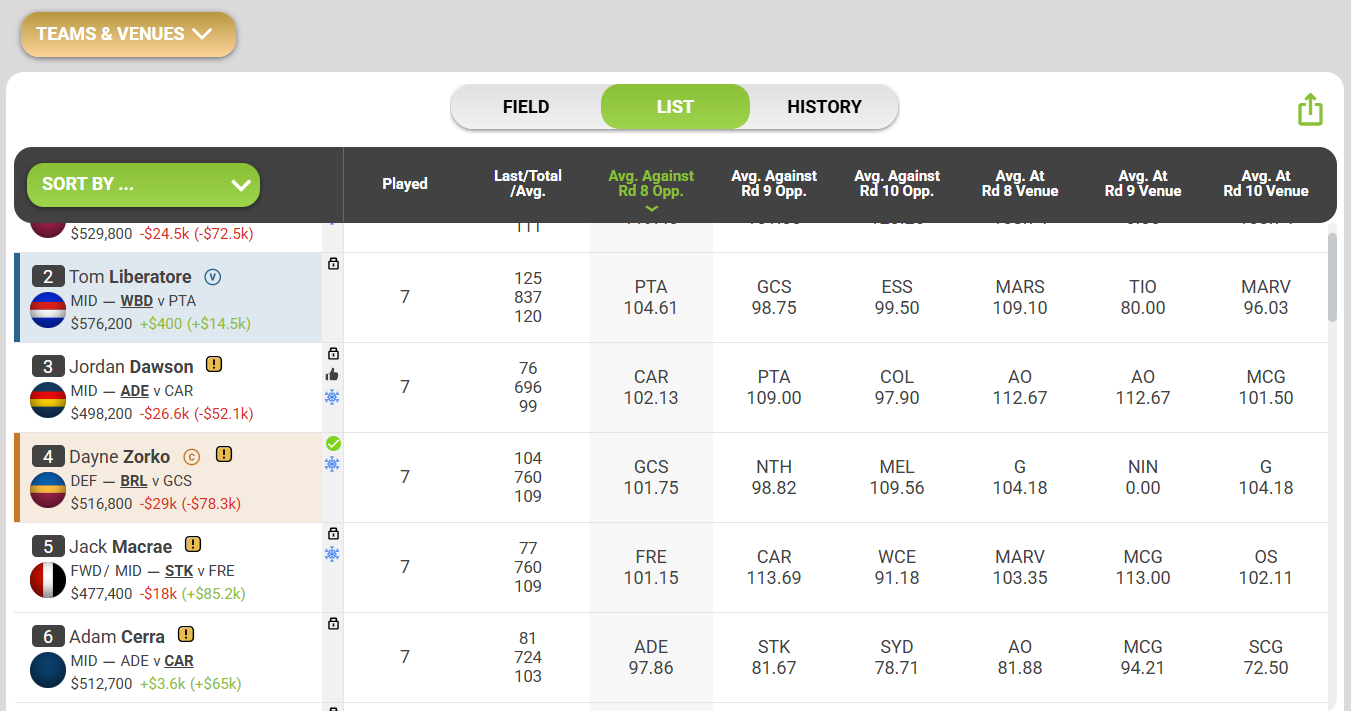 TEAMS & VENUES
FIELD LIST HISTORY
SORT BY ...
Played
Last/Total
/Avg.
Avg. Against
Rd 8 Opp.
Avg. Against
Rd 9 Opp.
Avg. Against
Rd 10 Opp.
Avg. At
Rd 8 Venue
Avg. At
Rd 9 Venue
Avg. At
Rd 10 Venue
$529,800 -$24.5k (-$72.5k)
111
2 Tom Liberatore V
MID — WBD v PTA
$576,200 +$400 (+$14.5k)
7
125
837
120
PTA
104.61
GCS
98.75
ESS
99.50
MARS
109.10
TIO
80.00
MARV
96.03
3 Jordan Dawson !
MID — ADE v CAR
$498,200 -$26.6k (-$52.1k)
7
76
696
99
CAR
102.13
PTA
109.00
COL
97.90
AO
112.67
AO
112.67
MCG
101.50
4 Dayne Zorko C !
DEF — BRL v GCS
$516,800 -$29k (-$78.3k)
7
104
760
109
GCS
101.75
NTH
98.82
MEL
109.56
G
104.18
NIN
0.00
G
104.18
5 Jack Macrae !
FWD/ MID — STK v FRE
$477,400 -$18k (+$85.2k)
7
77
760
109
FRE
101.15
CAR
113.69
WCE
91.18
MARV
103.35
MCG
113.00
OS
102.11
6 Adam Cerra !
MID — ADE v CAR
$512,700 +$3.6k (+$65k)
7
81
724
103
ADE
97.86
STK
81.67
SYD
78.71
AO
81.88
MCG
94.21
SCG
72.50